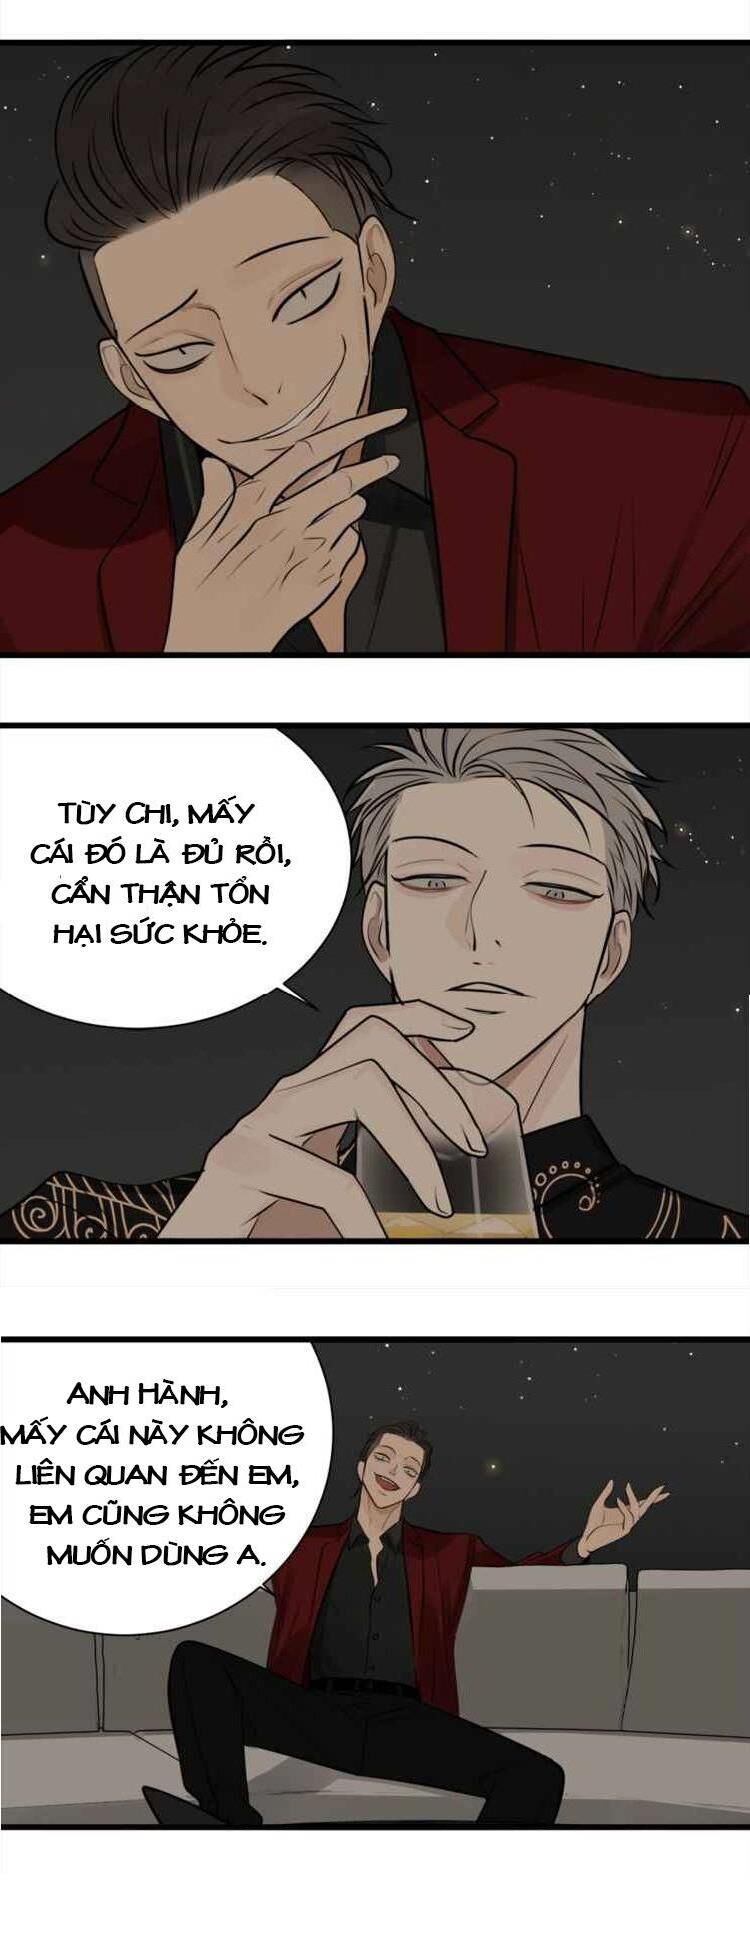 TÙY CHI, MẤY
CÁI ĐÓ LÀ ĐỦ RỒI,
CẨN THẬN TỔN
HẠI SỨC KHỎE.
ANH HÀNH,
MẤY CÁI NÀY KHÔNG
LIÊN QUAN ĐẾN EM,
EM CŨNG KHÔNG
MUỐN DÙNG A.